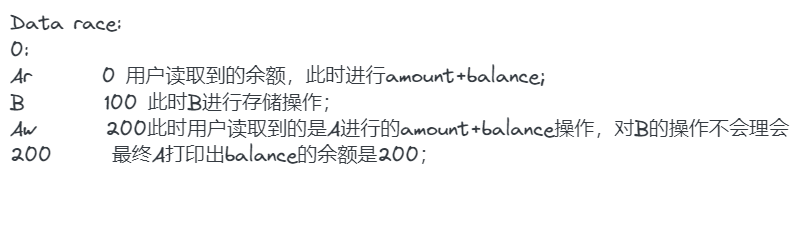 Data race:
0:
Ar 0 用户读取到的余额，此时进行amount+balance;
B 100 此时B进行存储操作；
Aw 200此时用户读取到的是A进行的amount+balance操作，对B的操作不会理会
200 最终A打印出balance的余额是200；